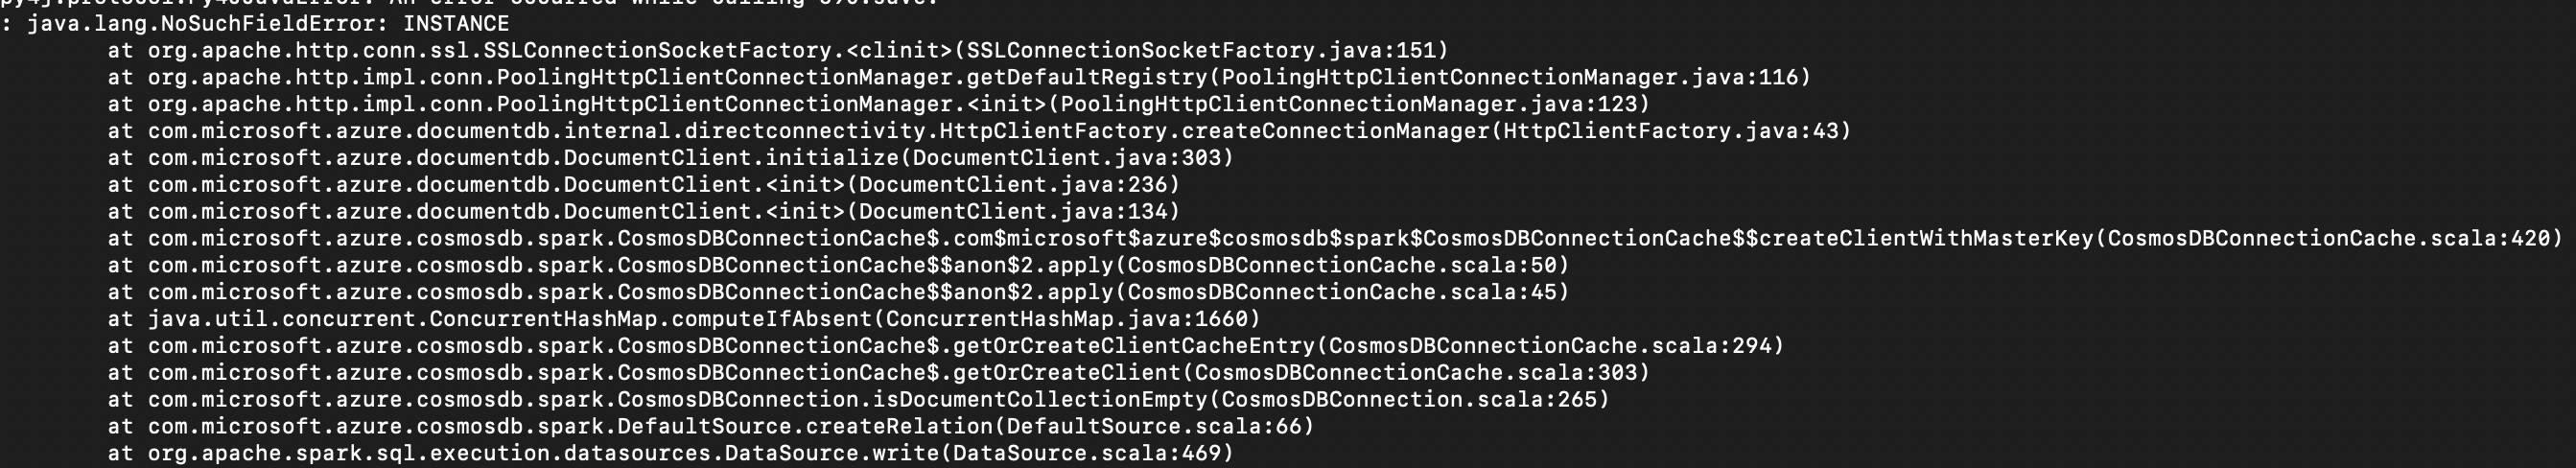 : java.lang.NoSuchFieldError: INSTANCE
at org.apache.http.conn.ssl.SSLConnectionSocketFactory.<clinit>(SSLConnectionSocketFactory.java:151)
at org.apache.http.impl.conn.PoolingHttpClientConnectionManager.getDefaultRegistry(PoolingHttpClientConnectionManager.java:116)
at org.apache.http.impl.conn.PoolingHttpClientConnectionManager.<init>(PoolingHttpClientConnectionManager.java:123)
at com.microsoft.azure.documentdb.internal.directconnectivity.HttpClientFactory.createConnectionManager(HttpClientFactory.java:43)
at com.microsoft.azure.documentdb.DocumentClient.initialize(DocumentClient.java:303)
at com.microsoft.azure.documentdb.DocumentClient.<init>(DocumentClient.java:236)
at com.microsoft.azure.documentdb.DocumentClient.<init>(DocumentClient.java:134)
at com.microsoft.azure.cosmosdb.spark.CosmosDBConnectionCache$.com$microsoft$azure$cosmosdb$spark$CosmosDBConnectionCache$$createClientWithMasterKey(CosmosDBConnectionCache.scala:420)
at com.microsoft.azure.cosmosdb.spark.CosmosDBConnectionCache$$anon$2.apply(CosmosDBConnectionCache.scala:50)
at com.microsoft.azure.cosmosdb.spark.CosmosDBConnectionCache$$anon$2.apply(CosmosDBConnectionCache.scala:45)
at java.util.concurrent.ConcurrentHashMap.computeIfAbsent(ConcurrentHashMap.java:1660)
at com.microsoft.azure.cosmosdb.spark.CosmosDBConnectionCache$.getOrCreateClientCacheEntry(CosmosDBConnectionCache.scala:294)
at com.microsoft.azure.cosmosdb.spark.CosmosDBConnectionCache$.getOrCreateClient(CosmosDBConnectionCache.scala:303)
at com.microsoft.azure.cosmosdb.spark.CosmosDBConnection.isDocumentCollectionEmpty(CosmosDBConnection.scala:265)
at com.microsoft.azure.cosmosdb.spark.DefaultSource.createRelation(DefaultSource.scala:66)
at org.apache.spark.sql.execution.datasources.DataSource.write(DataSource.scala:469)